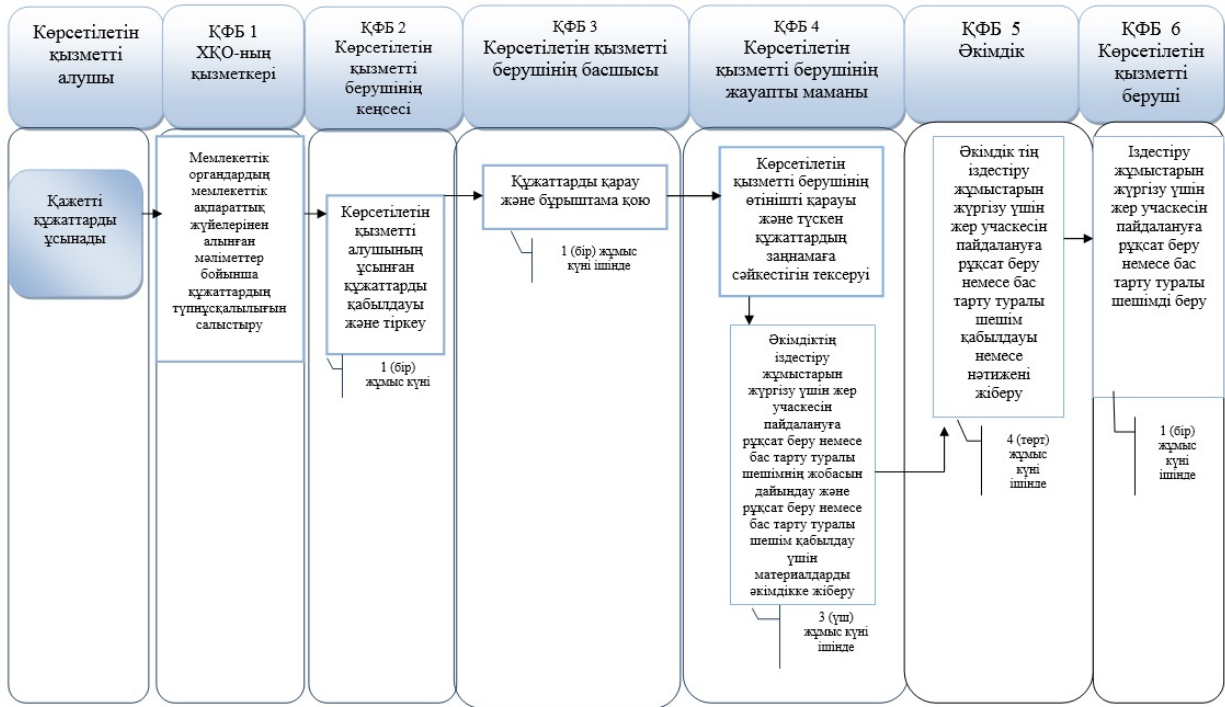 Көрсетілетін
қызметті
алушы
ҚФБ 1
ХҚО-ның
қызметкері
ҚФБ 2
Көрсетілетін
қызметті
берушінің
кеңсесі
ҚФБ 3
Көрсетілетін қызметті
берушінің басшысы
ҚФБ 4
Көрсетілетін
қызметті берушінің
жауапты маманы
ҚФБ 5
Әкімдік
ҚФБ 6
Көрсетілетін
қызметті
беруші
Қажетті
құжаттарды
ұсынады
Мемлекеттік
органдардың
мемлекеттік
ақпараттық
жүйелерінен
алынған
мәліметтер
бойынша
құжаттардың
түпнұсқалылығын
салыстыру
Көрсетілетін
қызметті
алушының
ұсынған
құжаттарды
қабылдауы
және тіркеу
1 (бір)
жұмыс күні
Құжаттарды қарау
және бұрыштама қою
1 (бір) жұмыс
күні ішінде
Көрсетілетін
қызметті берушінің
өтінішті қарауы
және түскен
құжаттардың
заңнамаға
сәйкестігін тексеруі
Әкімдіктің
іздестіру
жұмыстарын
жүргізу үшін жер
учаскесін
пайдалануға
рұқсат беру немесе
бас тарту туралы
шешімнің жобасын
дайындау және
рұқсат беру немесе
бас тарту туралы
шешім қабылдау
үшін
материалдарды
әкімдікке жіберу
3 (үш)
жұмыс күні
ішінде
Әкімдік тің
іздестіру
жұмыстарын
жүргізу үшін
жер учаскесін
пайдалануға
рұқсат беру
немесе бас
тарту туралы
шешім
қабылдауы
немесе
нәтижені
жіберу
4 (төрт)
жұмыс
күні
ішінде
Іздестіру
жұмыстарын
жүргізу үшін
жер учаскесін
пайдалануға
рұқсат беру
немесе бас
тарту туралы
шешімді беру
1 (бір)
жұмыс
күні
ішінде